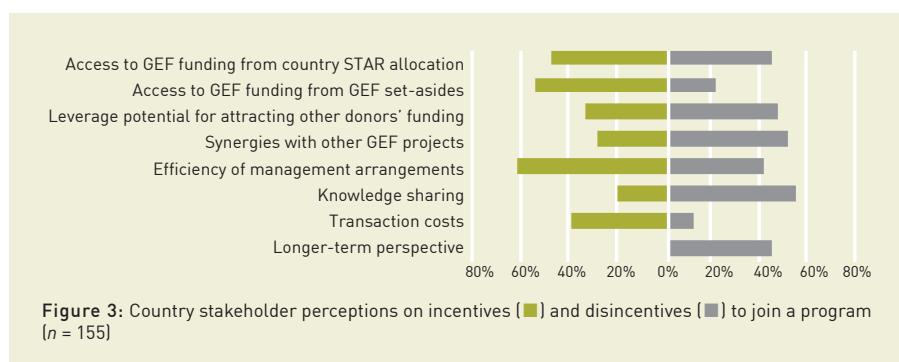 Access to GEF funding from country STAR allocation
Access to GEF funding from GEF set-asides
Leverage potential for attracting other donors’ funding
Synergies with other GEF projects
Efficiency of management arrangements
Knowledge sharing
Transaction costs
Longer-term perspective
80% 60% 40% 20% 0% 20% 40% 60% 80%
Figure 3: Country stakeholder perceptions on incentives (■) and disincentives (■) to join a program
(n = 155)